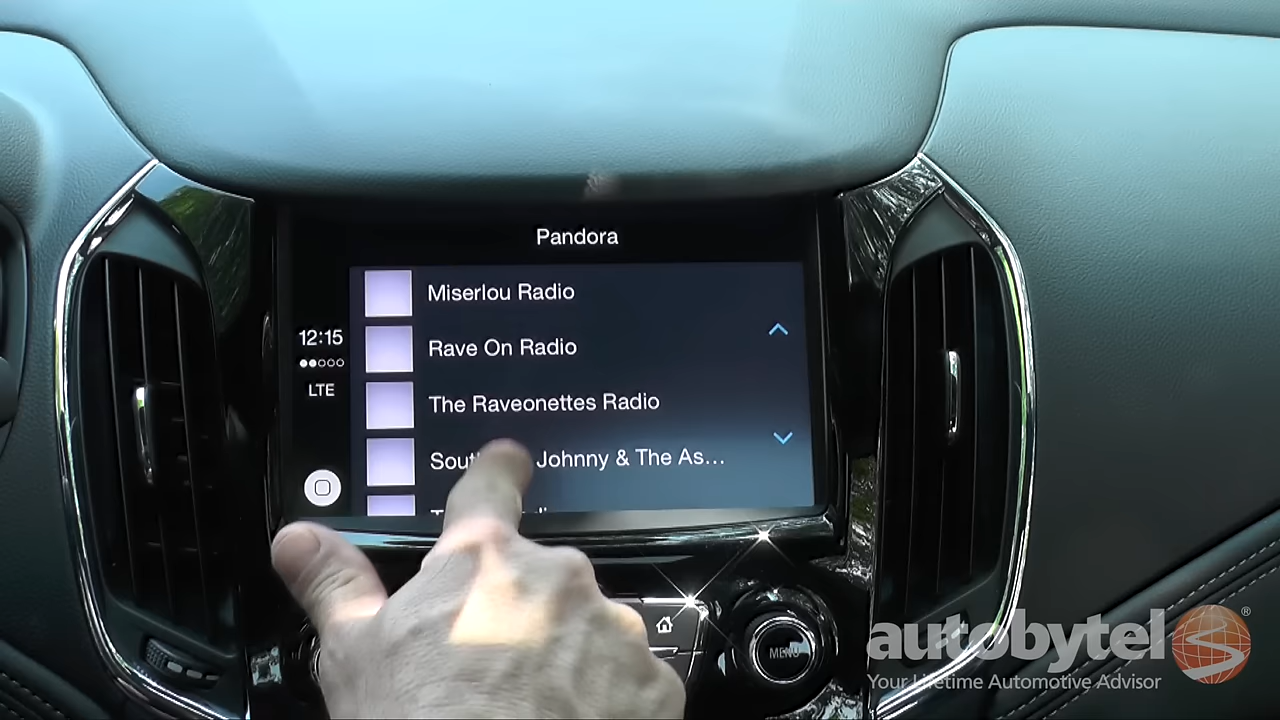 Pandora
Miserlou Radio
12:15
Rave On Radio
LTE
The Raveonettes Radio
Johnny & The As...
MENU
autobytel®
Your Lifetime Automotive Advisor